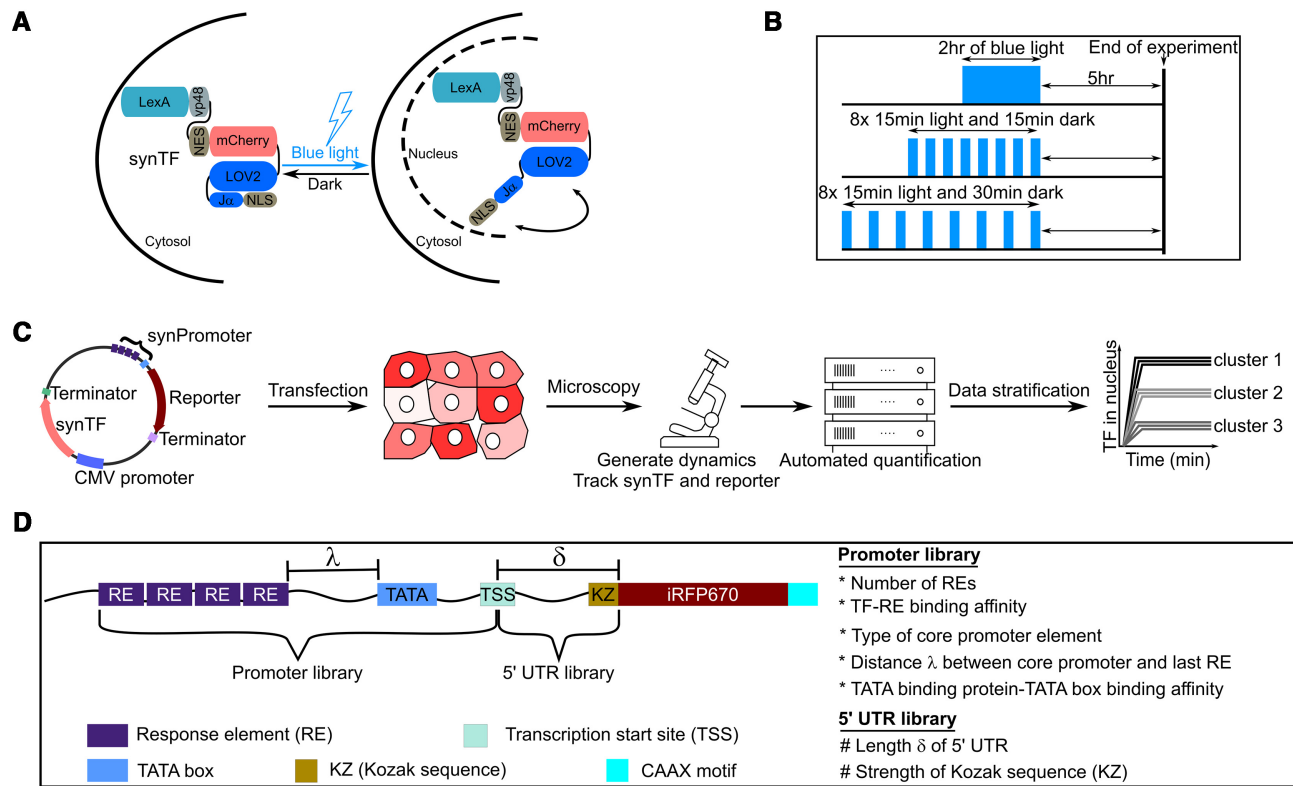 A
LexA
vp48
NES
mCherry
synTF
LOV2
Jα
NLS
Cytosol
Blue light
Dark
LexA
vp48
NES
mCherry
Nucleus
LOV2
Jα
NLS
Cytosol
B
2hr of blue light
End of experiment
5hr
8x 15min light and 15min dark
8x 15min light and 30min dark
C
synPromoter
Terminator
Reporter
synTF
Terminator
CMV promoter
Transfection
Microscopy
Generate dynamics
Track synTF and reporter
Automated quantification
Data stratification
TF in nucleus
cluster 1
cluster 2
cluster 3
Time (min)
D
λ
δ
RE RE RE RE TATA TSS KZ iRFP670
Promoter library
5' UTR library
Response element (RE)
Transcription start site (TSS)
TATA box
KZ (Kozak sequence)
CAAX motif
Promoter library
* Number of REs
* TF-RE binding affinity
* Type of core promoter element
* Distance λ between core promoter and last RE
* TATA binding protein-TATA box binding affinity
5' UTR library
# Length δ of 5' UTR
# Strength of Kozak sequence (KZ)